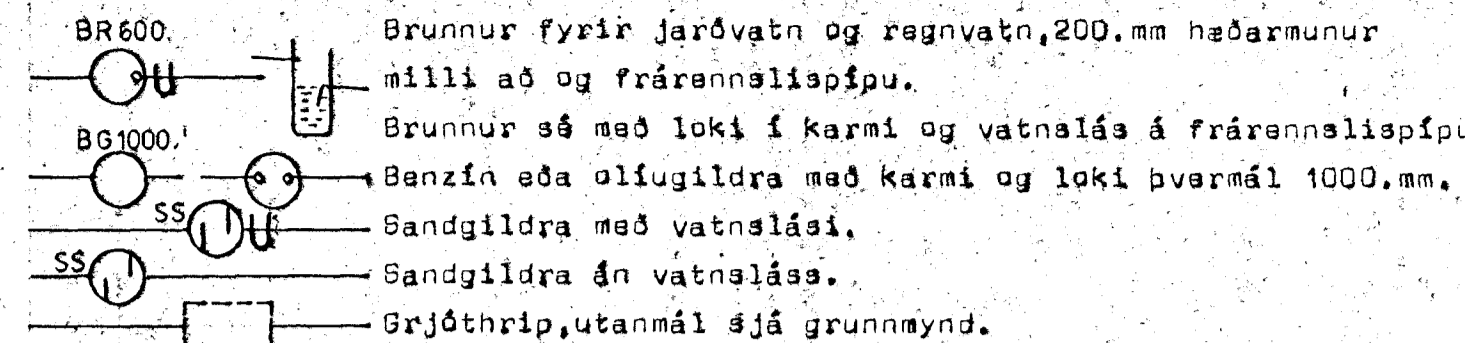 BR600. Brunnur fyrir jarðvatn og regnvatn,200.mm hæðarmunur
milli að og frárennslispípu.
Brunnur sé með loki í karmi og vatnslás á frárennslispípu
BG1000. Benzín eða olíugildra með karmi og loki þvermál 1000.mm.
SS Sandgildra með vatnslási.
SS Sandgildra án vatnsláss.
Grjóthrip,utanmál sjá grunnmynd.